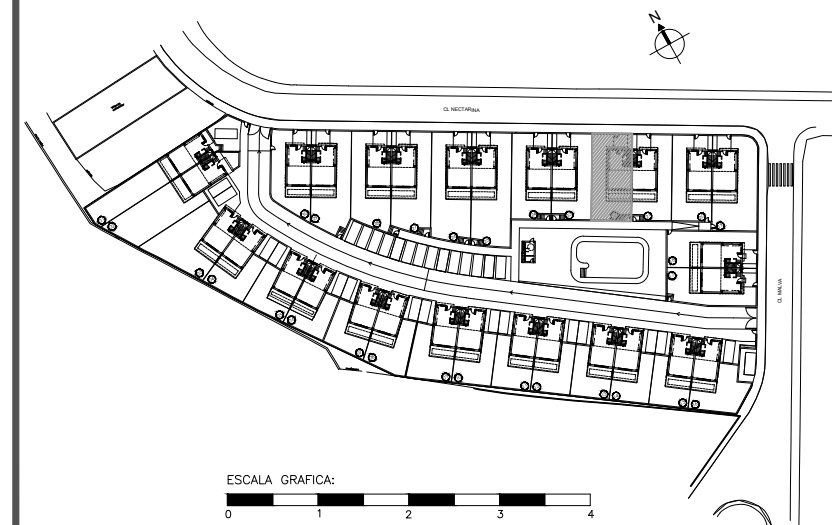 N
CL NECTARINA
CL MALVA
ESCALA GRAFICA:
0 1 2 3 4